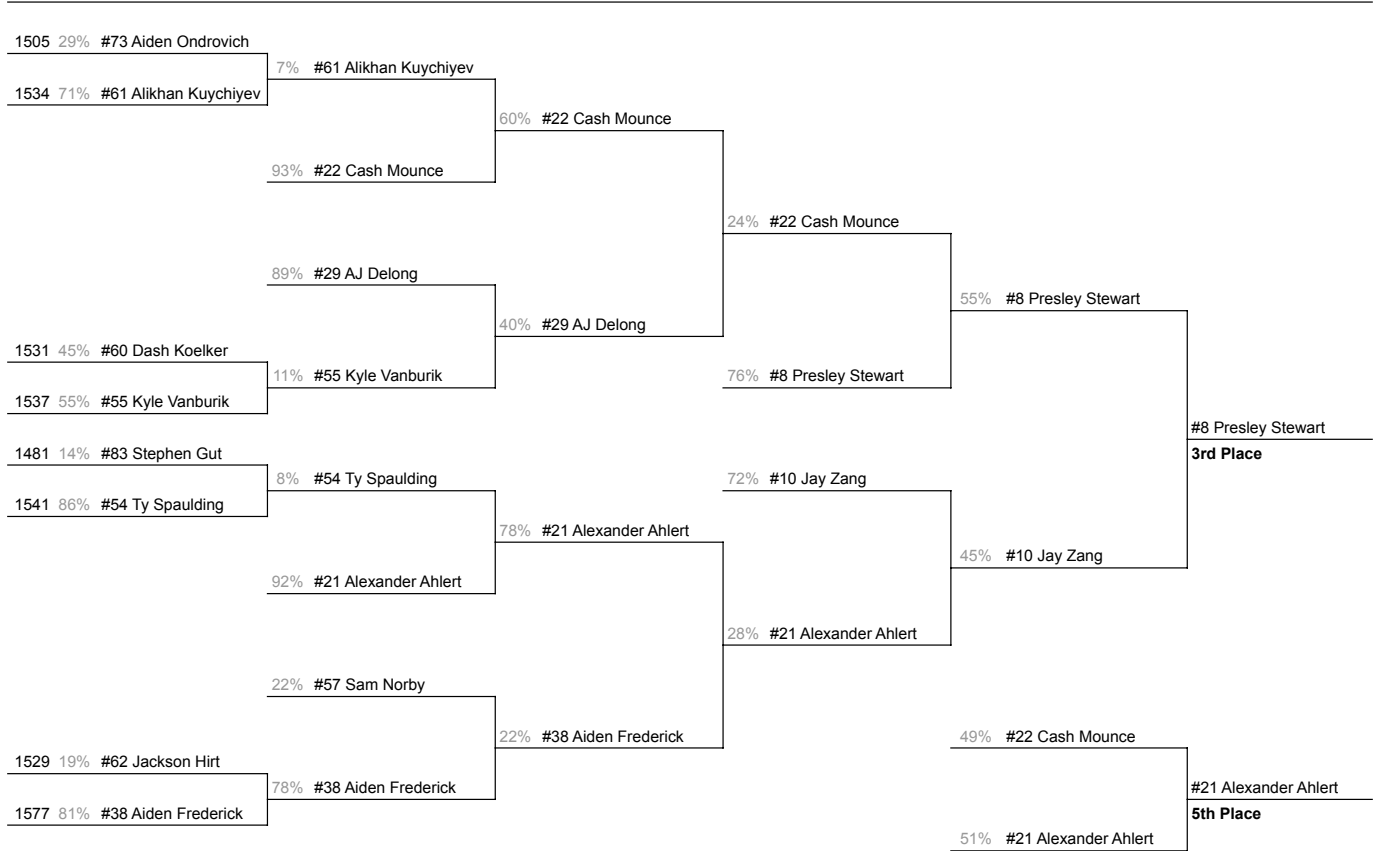 1505 29% #73 Aiden Ondrovich
7% #61 Alikhan Kuychiyev
1534 71% #61 Alikhan Kuychiyev
60% #22 Cash Mounce
93% #22 Cash Mounce
24% #22 Cash Mounce
89% #29 AJ Delong
55% #8 Presley Stewart
40% #29 AJ Delong
1531 45% #60 Dash Koelker
11% #55 Kyle Vanburik
76% #8 Presley Stewart
1537 55% #55 Kyle Vanburik
#8 Presley Stewart
3rd Place
1481 14% #83 Stephen Gut
8% #54 Ty Spaulding
72% #10 Jay Zang
1541 86% #54 Ty Spaulding
78% #21 Alexander Ahlert
45% #10 Jay Zang
92% #21 Alexander Ahlert
28% #21 Alexander Ahlert
22% #57 Sam Norby
22% #38 Aiden Frederick
49% #22 Cash Mounce
1529 19% #62 Jackson Hirt
78% #38 Aiden Frederick
#21 Alexander Ahlert
1577 81% #38 Aiden Frederick
5th Place
51% #21 Alexander Ahlert